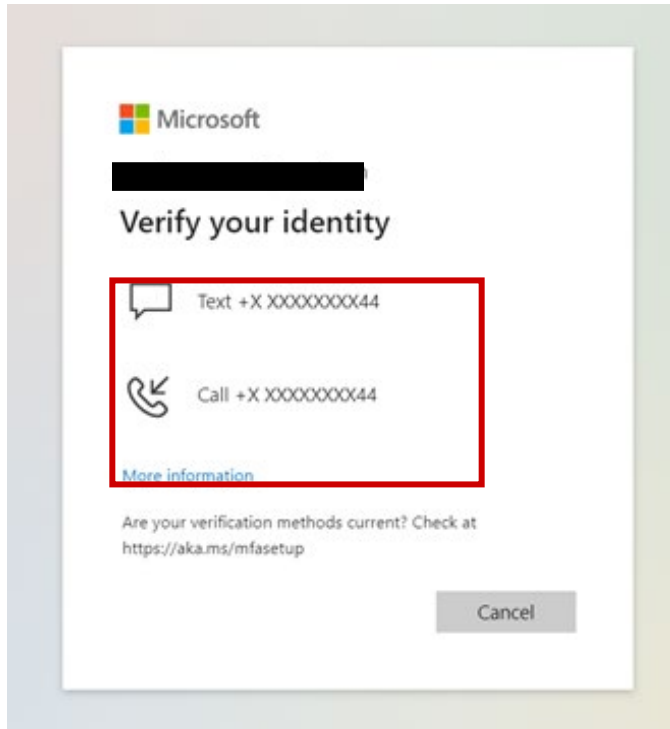 Microsoft
Verify your identity
Text +X XXXXXXXX44
Call +X XXXXXXXX44
More information
Are your verification methods current? Check at
https://aka.ms/mfasetup
Cancel